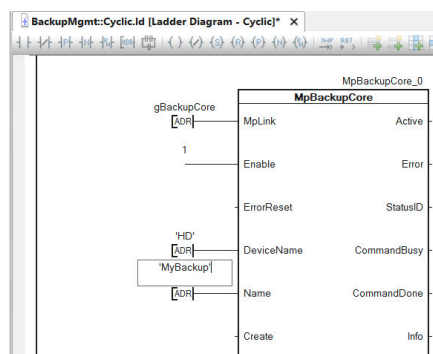 BackupMgmt::Cyclic.ld [Ladder Diagram - Cyclic]* ×
MpBackupCore_0
MpBackupCore
gBackupCore
ADR MpLink Active
1
Enable Error
ErrorReset StatusID
'HD'
ADR DeviceName CommandBusy
'MyBackup'
ADR Name CommandDone
Create Info